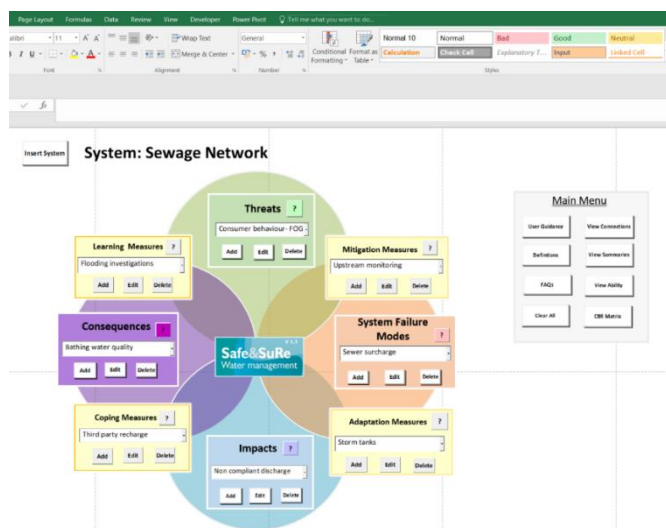 Page Layout Formulas Data Review View Developer Power Pivot Tell me what you want to do...
11 Wrap Text General Normal 10 Normal Bad Good Neutral
Merge & Center Conditional Format as Calculation Check Cell Explanatory T... Input Linked Cell
Formatting Table
Font Alignment Number Styles
Insert System
System: Sewage Network
Threats ?
Consumer behaviour- FOG
Add Edit Delete
Learning Measures ?
Flooding investigations
Add Edit Delete
Mitigation Measures ?
Upstream monitoring
Add Edit Delete
Consequences ?
Bathing water quality
Add Edit Delete
V 1.1
Safe&SuRe
Water management
System Failure
Modes ?
Sewer surcharge
Add Edit Delete
Coping Measures ?
Third party recharge
Add Edit Delete
Impacts ?
Non compliant discharge
Add Edit Delete
Adaptation Measures ?
Storm tanks
Add Edit Delete
Main Menu
User Guidance View Connections
Definitions View Summaries
FAQs View Ability
Clear All CBR Matrix